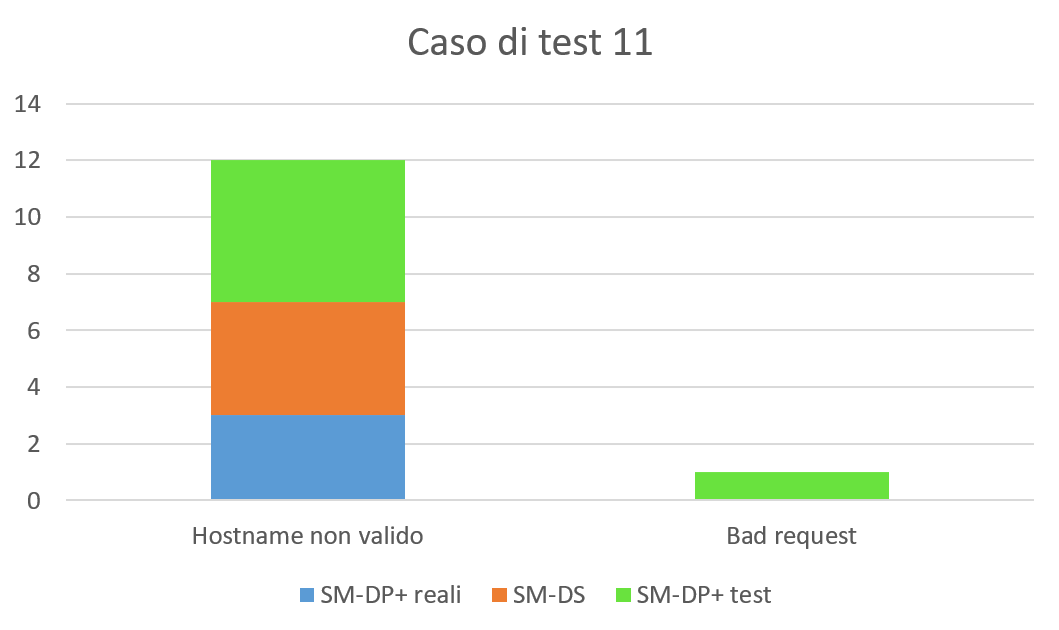 Caso di test 11
14
12
10
8
6
4
2
0
Hostname non valido
Bad request
SM-DP+ reali
SM-DS
SM-DP+ test